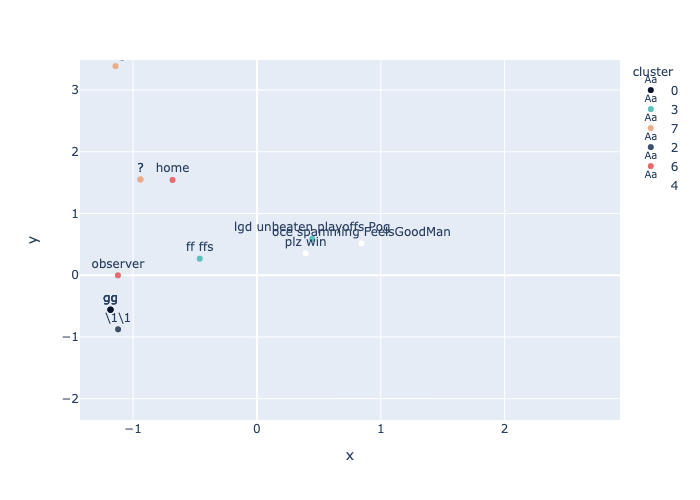 cluster
Aa
0
Aa
3
Aa
7
Aa
2
Aa
6
Aa
4
3
2
1
0
−1
−2
y
? home
lgd unbeaten playoffs Pog
oce spamming FeelsGoodMan
plz win
ff ffs
observer
gg
\1\1
−1 0 1 2
x